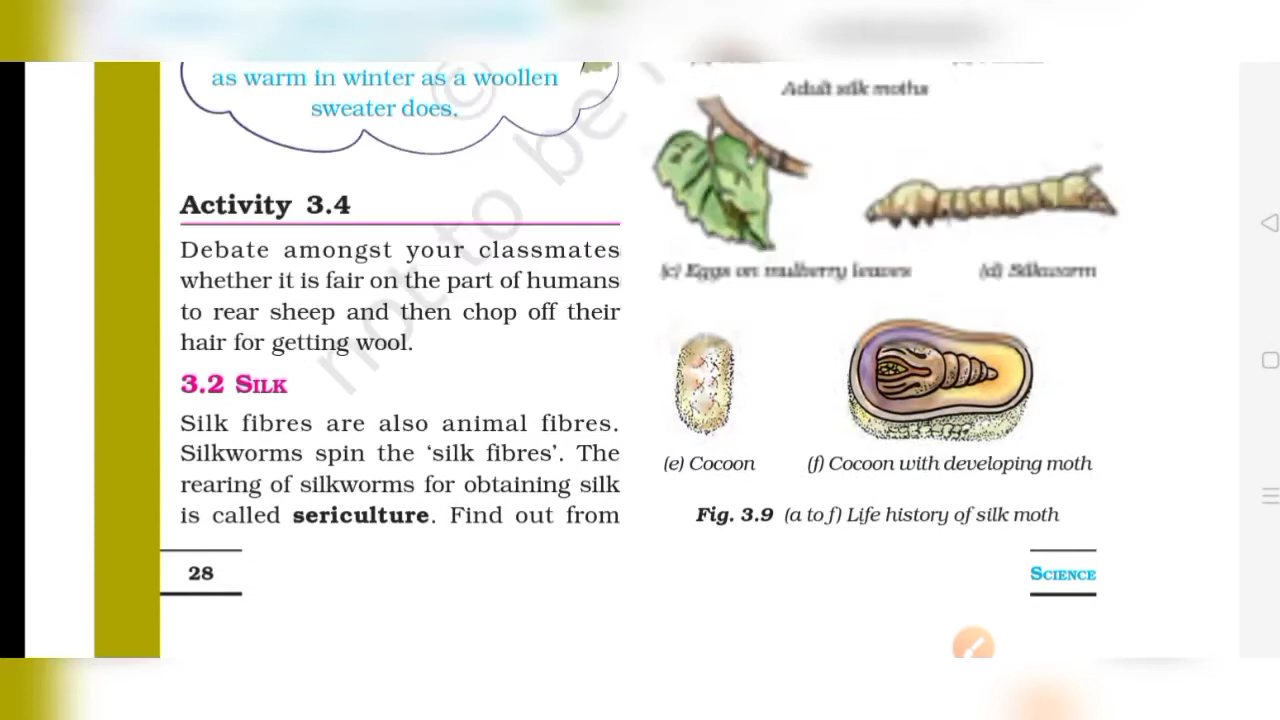 as warm in winter as a woollen
sweater does.
Activity 3.4
Debate amongst your classmates
whether it is fair on the part of humans
to rear sheep and then chop off their
hair for getting wool.
3.2 SILK
Silk fibres are also animal fibres.
Silkworms spin the ‘silk fibres’. The
rearing of silkworms for obtaining silk
is called sericulture. Find out from
28
Adult silk moths
(c) Eggs on mulberry leaves
(d) Silkworm
(e) Cocoon
(f) Cocoon with developing moth
Fig. 3.9 (a to f) Life history of silk moth
SCIENCE
© not to be